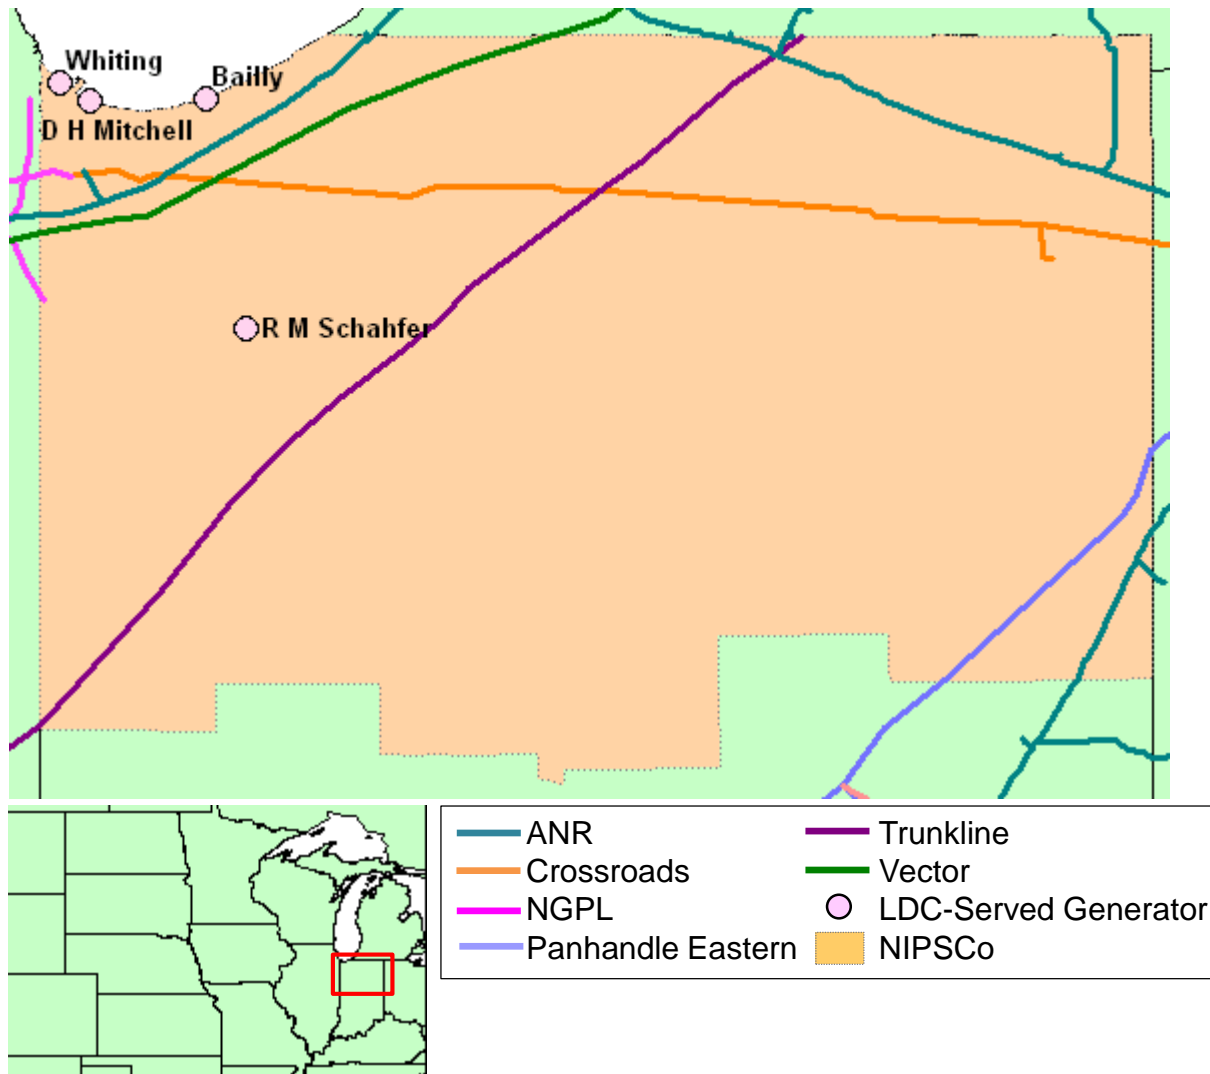 Whiting
Bailly
D H Mitchell
R M Schahfer
ANR
Trunkline
Crossroads
Vector
NGPL
LDC-Served Generator
Panhandle Eastern
NIPSCo